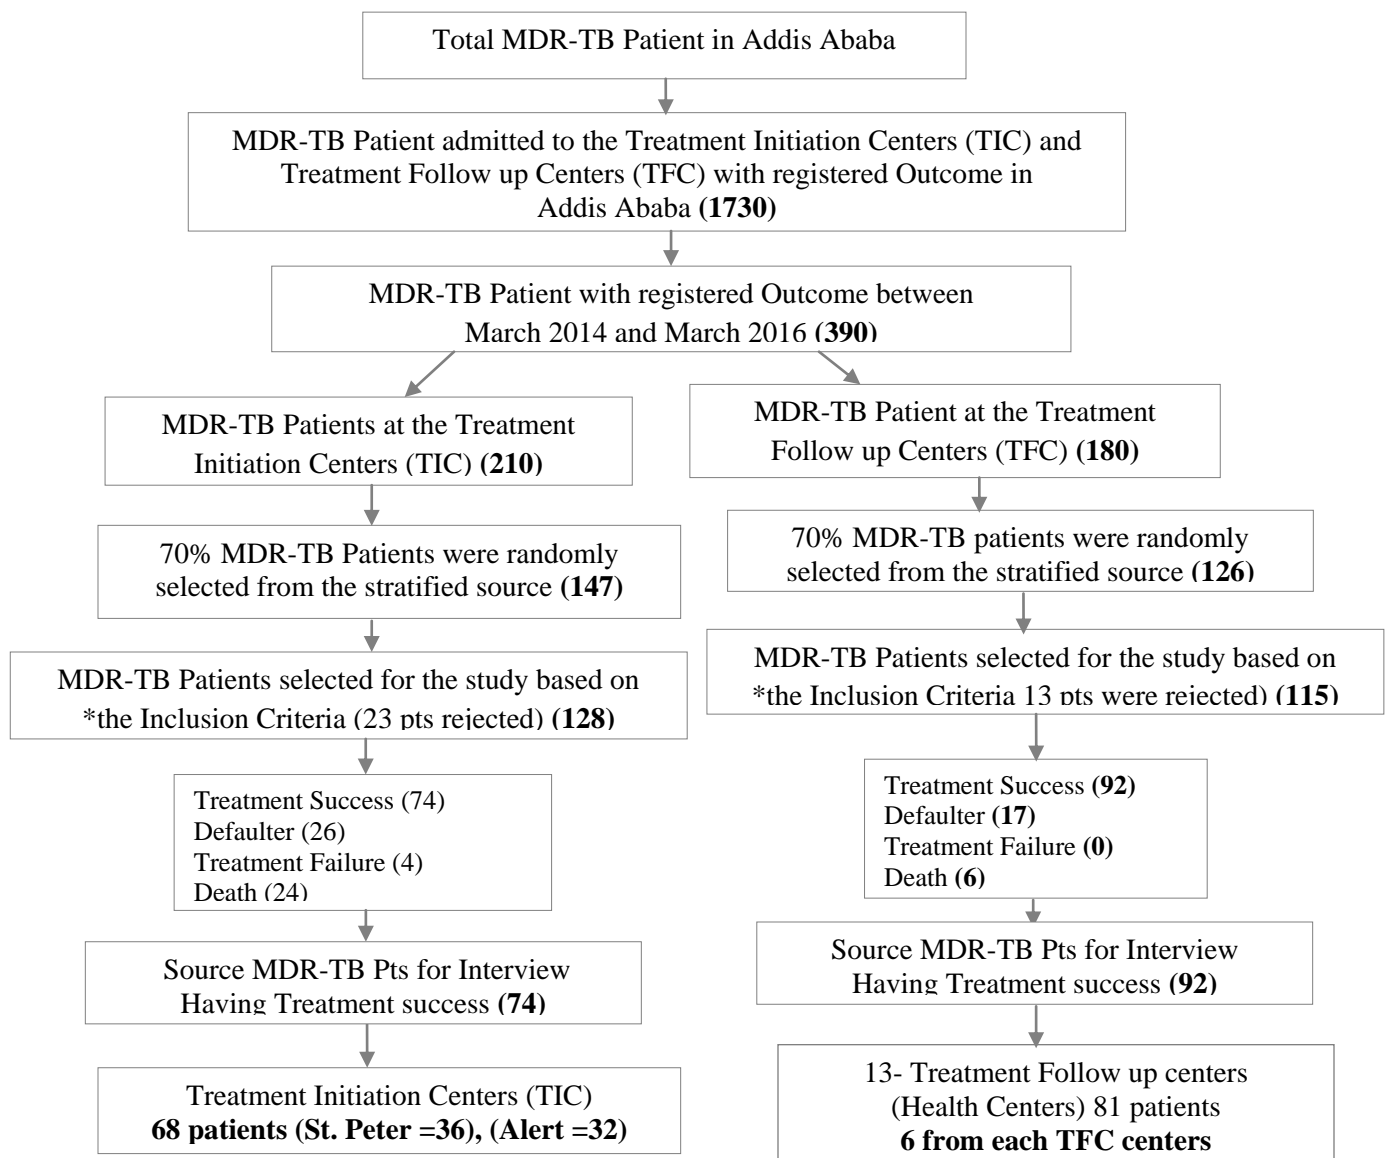 Total MDR-TB Patient in Addis Ababa
MDR-TB Patient admitted to the Treatment Initiation Centers (TIC) and
Treatment Follow up Centers (TFC) with registered Outcome in
Addis Ababa (1730)
MDR-TB Patient with registered Outcome between
March 2014 and March 2016 (390)
MDR-TB Patients at the Treatment
Initiation Centers (TIC) (210)
MDR-TB Patient at the Treatment
Follow up Centers (TFC) (180)
70% MDR-TB Patients were randomly
selected from the stratified source (147)
70% MDR-TB patients were randomly
selected from the stratified source (126)
MDR-TB Patients selected for the study based on
*the Inclusion Criteria (23 pts rejected) (128)
MDR-TB Patients selected for the study based on
*the Inclusion Criteria 13 pts were rejected) (115)
Treatment Success (74)
Defaulter (26)
Treatment Failure (4)
Death (24)
Treatment Success (92)
Defaulter (17)
Treatment Failure (0)
Death (6)
Source MDR-TB Pts for Interview
Having Treatment success (74)
Source MDR-TB Pts for Interview
Having Treatment success (92)
Treatment Initiation Centers (TIC)
68 patients (St. Peter =36), (Alert =32)
13- Treatment Follow up centers
(Health Centers) 81 patients
6 from each TFC centers